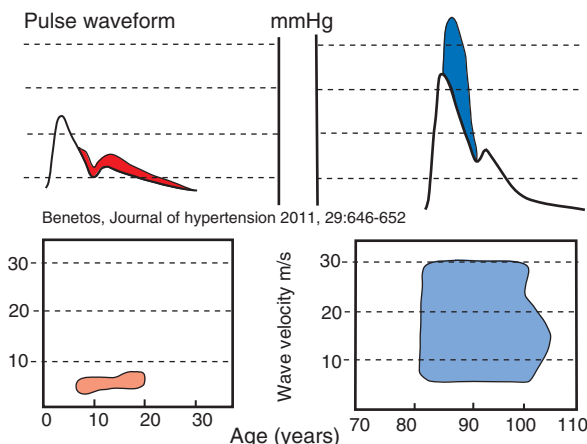 Pulse waveform mmHg
Benetos, Journal of hypertension 2011, 29:646-652
30
20
10
0 10 20 30
Wave velocity m/s
30
20
10
70 80 90 100 110
Age (years)